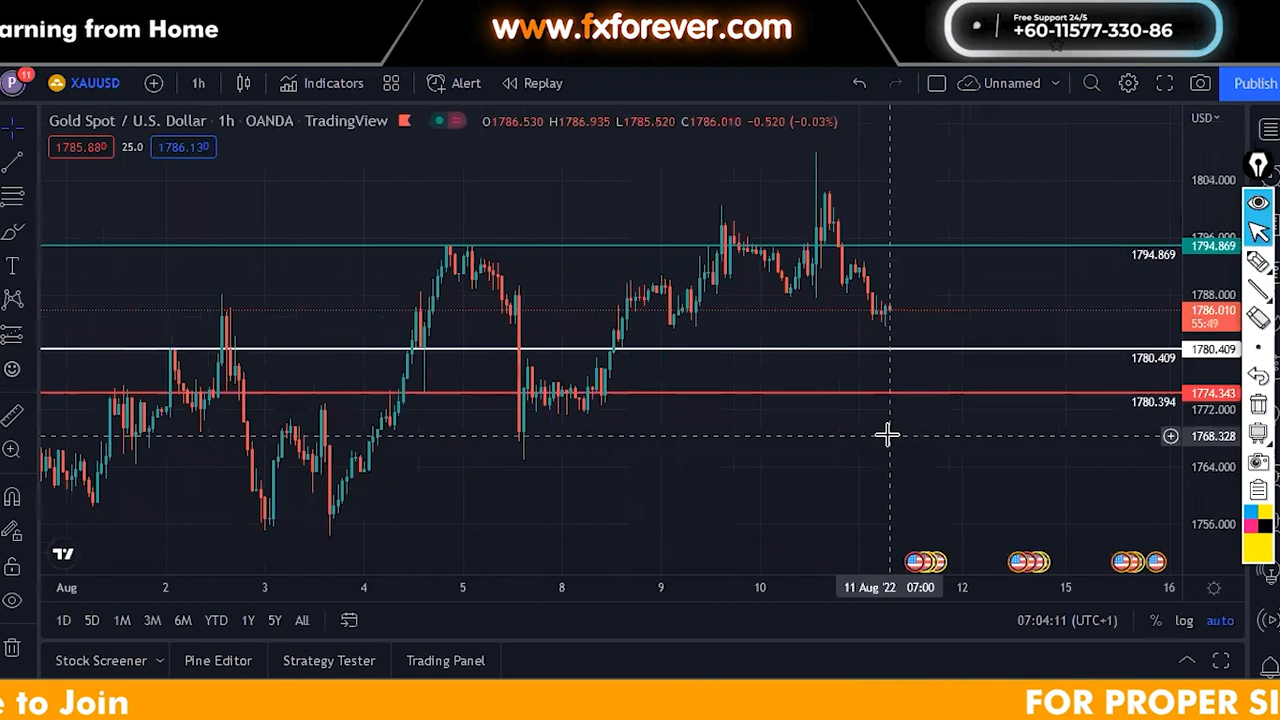 arning from Home
www.fxforever.com
Free Support 24/5
+60-11577-330-86
P
11
XAUUSD
1h
Indicators
Alert
Replay
Unnamed
Publish
Gold Spot / U.S. Dollar · 1h · OANDA · TradingView
O1786.530 H1786.935 L1785.520 C1786.010 −0.520 (−0.03%)
USD
1785.880
25.0
1786.130
1804.000
1796.000
1794.869
1794.869
1788.000
1786.010
55:49
1780.409
1780.409
1774.343
1780.394
1772.000
1768.328
1764.000
1756.000
Aug
2
3
4
5
8
9
10
11 Aug '22 07:00
12
15
16
1D
5D
1M
3M
6M
YTD
1Y
5Y
All
07:04:11 (UTC+1)
%
log
auto
Stock Screener
Pine Editor
Strategy Tester
Trading Panel
e to Join
FOR PROPER SI